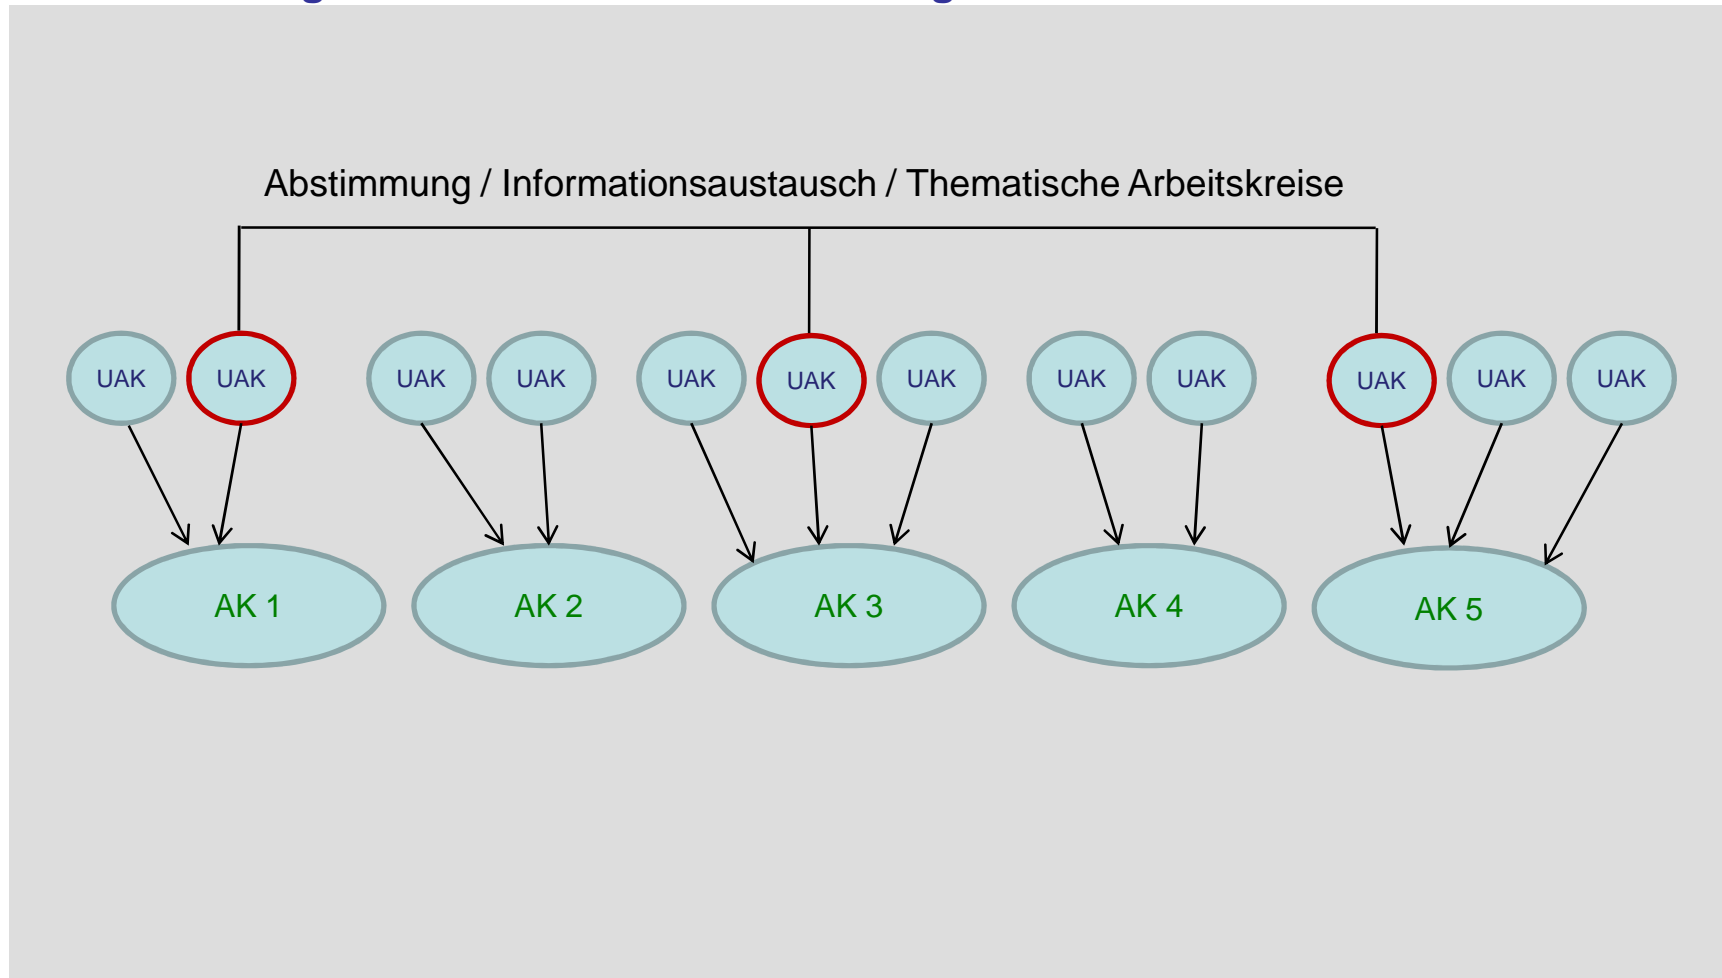 Abstimmung / Informationsaustausch / Thematische Arbeitskreise
UAK UAK UAK UAK UAK UAK UAK UAK UAK UAK UAK UAK
AK 1 AK 2 AK 3 AK 4 AK 5